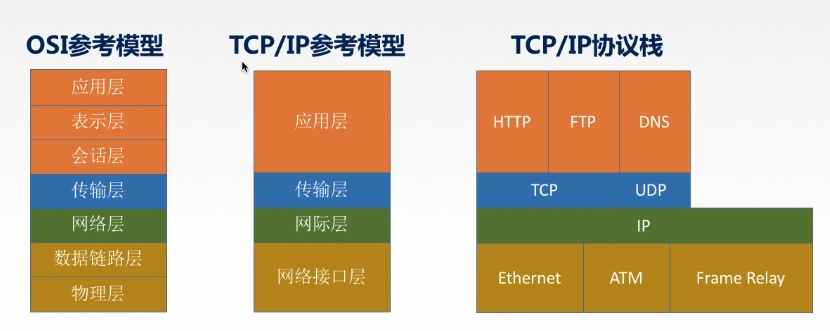 OSI参考模型
应用层
表示层
会话层
传输层
网络层
数据链路层
物理层
TCP/IP参考模型
应用层
传输层
网际层
网络接口层
TCP/IP协议栈
HTTP FTP DNS
TCP UDP
IP
Ethernet ATM Frame Relay